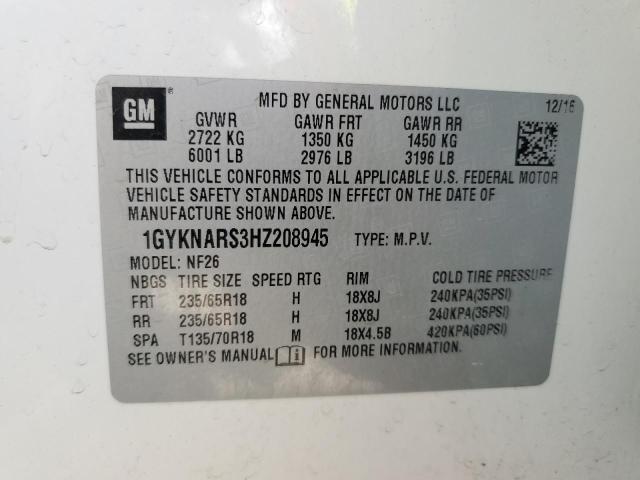 GM ®
MFD BY GENERAL MOTORS LLC 12/16
GVWR GAWR FRT GAWR RR
2722 KG 1350 KG 1450 KG
6001 LB 2976 LB 3196 LB
THIS VEHICLE CONFORMS TO ALL APPLICABLE U.S. FEDERAL MOTOR
VEHICLE SAFETY STANDARDS IN EFFECT ON THE DATE OF
MANUFACTURE SHOWN ABOVE.
1GYKNARS3HZ208945 TYPE: M.P.V.
MODEL: NF26
NBGS TIRE SIZE SPEED RTG RIM COLD TIRE PRESSURE
FRT 235/65R18 H 18X8J 240KPA(35PSI)
RR 235/65R18 H 18X8J 240KPA(35PSI)
SPA T135/70R18 M 18X4.5B 420KPA(60PSI)
SEE OWNER'S MANUAL i FOR MORE INFORMATION.